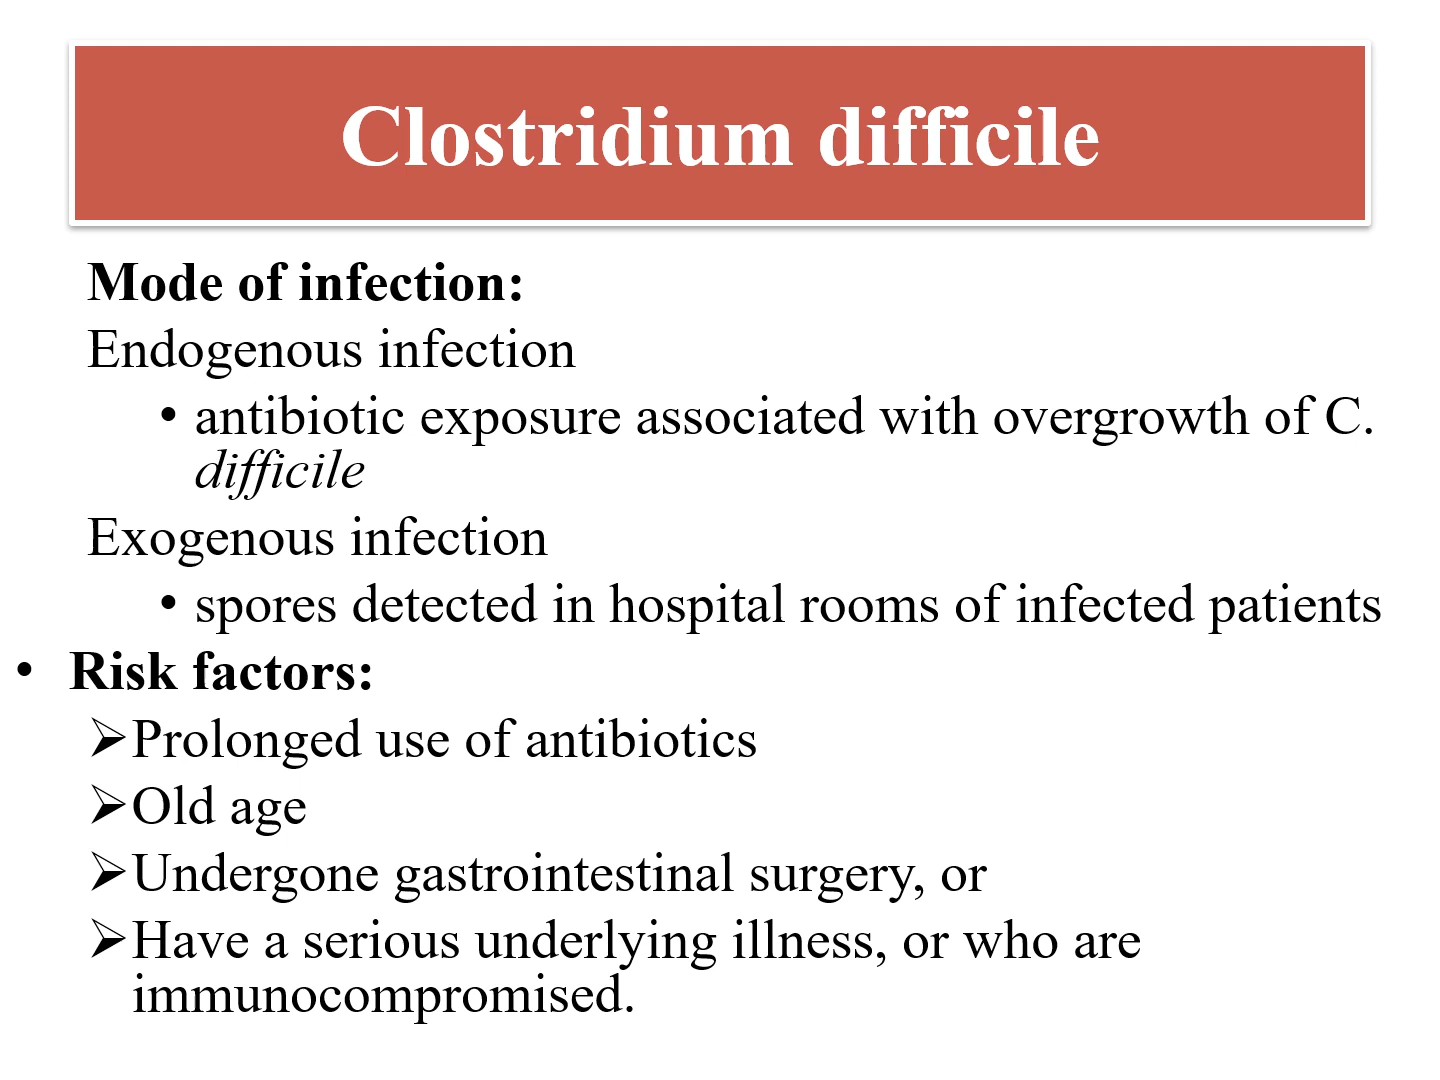 Clostridium difficile
Mode of infection:
Endogenous infection
• antibiotic exposure associated with overgrowth of C.
difficile
Exogenous infection
• spores detected in hospital rooms of infected patients
• Risk factors:
➢Prolonged use of antibiotics
➢Old age
➢Undergone gastrointestinal surgery, or
➢Have a serious underlying illness, or who are
immunocompromised.